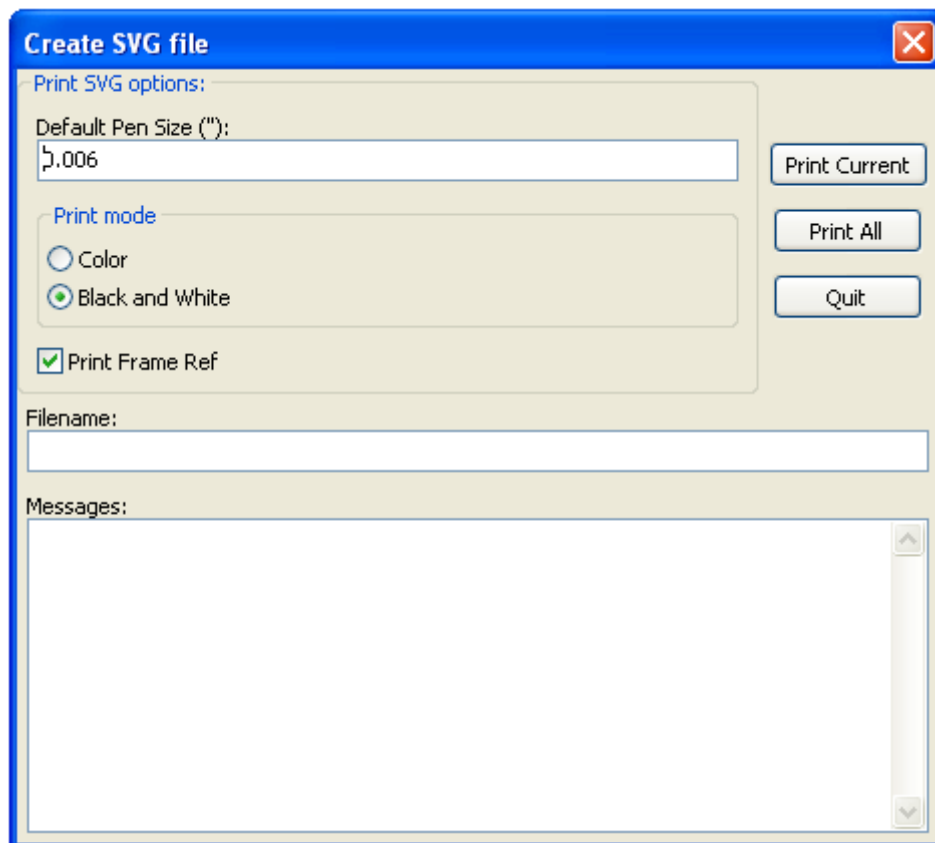 Create SVG file
Print SVG options:
Default Pen Size ("):
0.006
Print Current
Print mode
Print All
Color
Black and White
Quit
Print Frame Ref
Filename:
Messages: